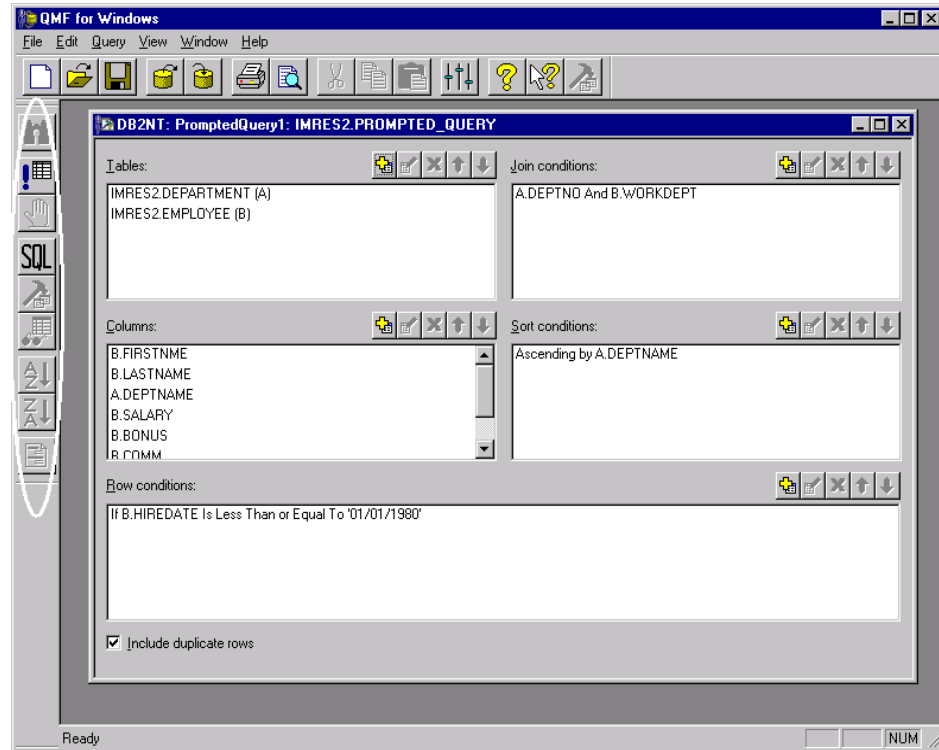 QMF for Windows
File Edit Query View Window Help
DB2NT: PromptedQuery1: IMRES2.PROMPTED_QUERY
Tables:
IMRES2.DEPARTMENT (A)
IMRES2.EMPLOYEE (B)
Join conditions:
A.DEPTNO And B.WORKDEPT
SQL
Columns:
B.FIRSTNME
B.LASTNAME
A.DEPTNAME
B.SALARY
B.BONUS
B.COMM
Sort conditions:
Ascending by A.DEPTNAME
A
Z
Z
A
Row conditions:
If B.HIREDATE Is Less Than or Equal To '01/01/1980'
Include duplicate rows
Ready
NUM